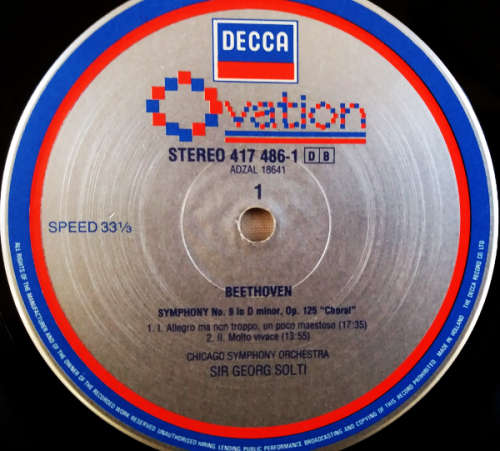 DECCA
Ovation
STEREO 417 486-1 D B
ADZAL 18641
1
SPEED 33⅓
BEETHOVEN
SYMPHONY No. 9 in D minor, Op. 125 "Choral"
1. I. Allegro ma non troppo, un poco maestoso (17:35)
2. II. Molto vivace (13:55)
CHICAGO SYMPHONY ORCHESTRA
SIR GEORG SOLTI
ALL RIGHTS OF THE MANUFACTURER AND OF THE OWNER OF THE RECORDED WORK RESERVED UNAUTHORISED HIRING, LENDING PUBLIC PERFORMANCE BROADCASTING AND COPYING OF THIS RECORD PROHIBITED. MADE IN HOLLAND THE DECCA RECORD CO LTD